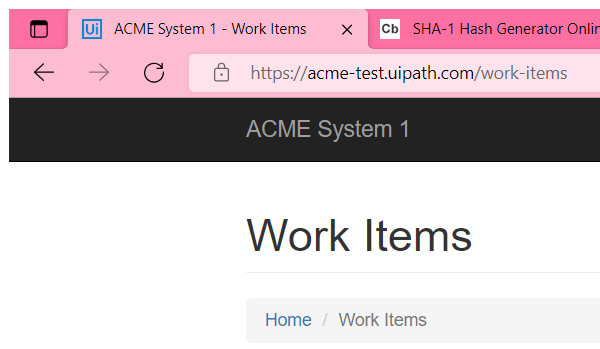 Ui ACME System 1 - Work Items Cb SHA-1 Hash Generator Onlin
https://acme-test.uipath.com/work-items
ACME System 1
Work Items
Home / Work Items